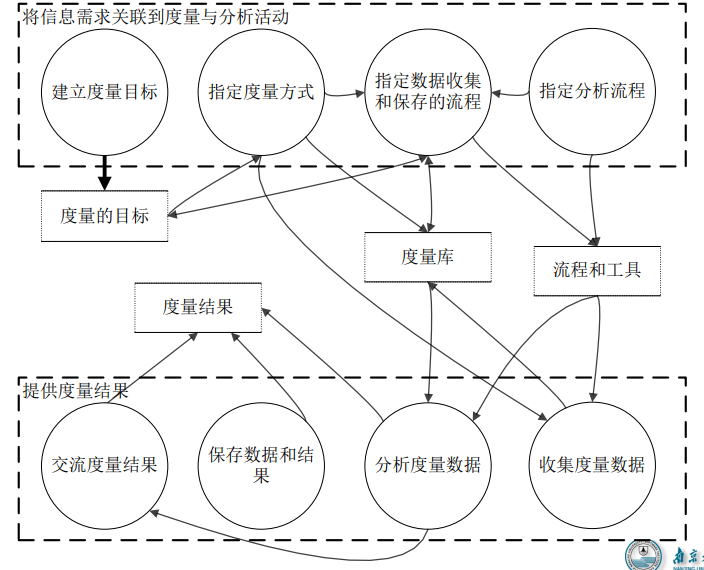 将信息需求关联到度量与分析活动
建立度量目标
指定度量方式
指定数据收集
和保存的流程
指定分析流程
度量的目标
度量库
流程和工具
度量结果
提供度量结果
交流度量结果
保存数据和结
果
分析度量数据
收集度量数据
南京